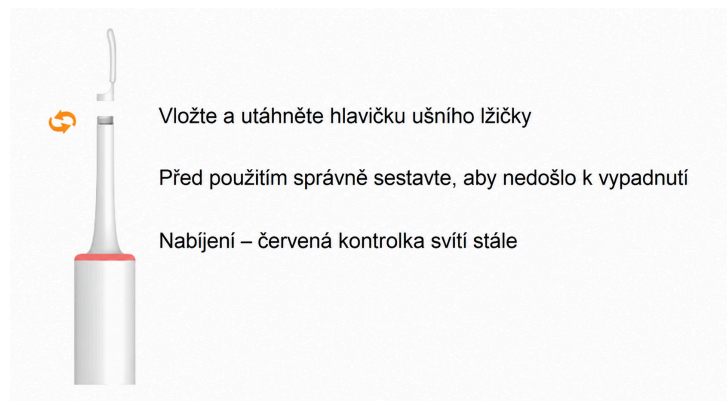 Vložte a utáhněte hlavičku ušního lžičky
Před použitím správně sestavte, aby nedošlo k vypadnutí
Nabíjení – červená kontrolka svítí stále